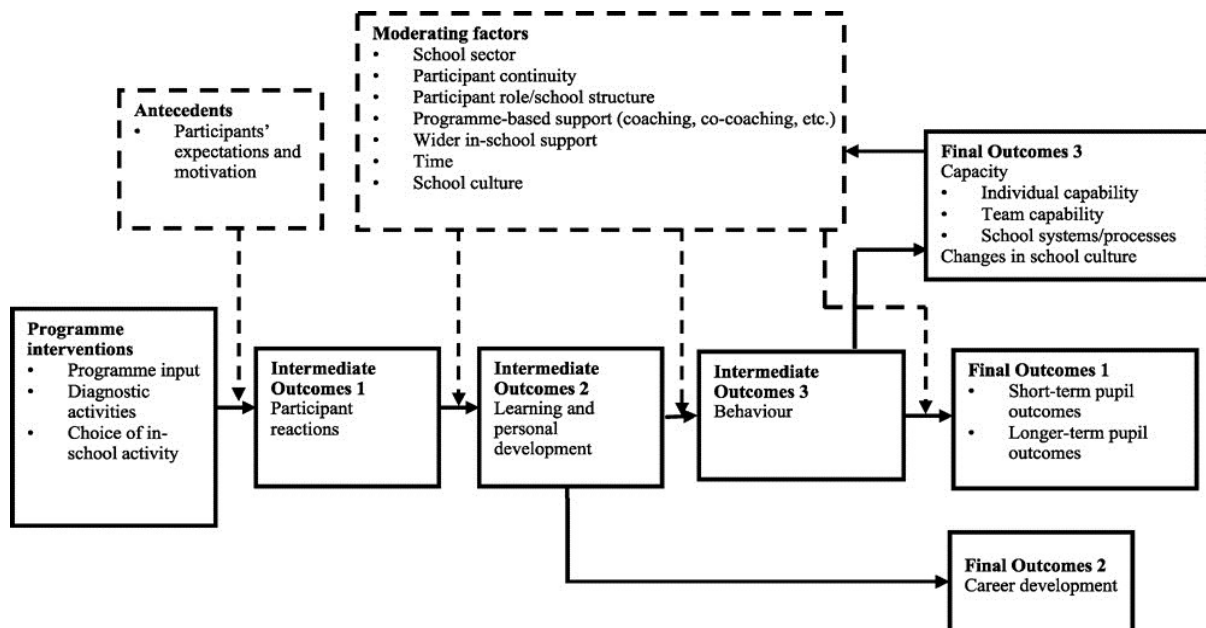 Moderating factors
• School sector
• Participant continuity
• Participant role/school structure
• Programme-based support (coaching, co-coaching, etc.)
• Wider in-school support
• Time
• School culture
Antecedents
• Participants'
expectations and
motivation
Final Outcomes 3
Capacity
• Individual capability
• Team capability
• School systems/processes
Changes in school culture
Programme
interventions
• Programme input
• Diagnostic
activities
• Choice of in-
school activity
Intermediate
Outcomes 1
Participant
reactions
Intermediate
Outcomes 2
Learning and
personal
development
Intermediate
Outcomes 3
Behaviour
Final Outcomes 1
• Short-term pupil
outcomes
• Longer-term pupil
outcomes
Final Outcomes 2
Career development